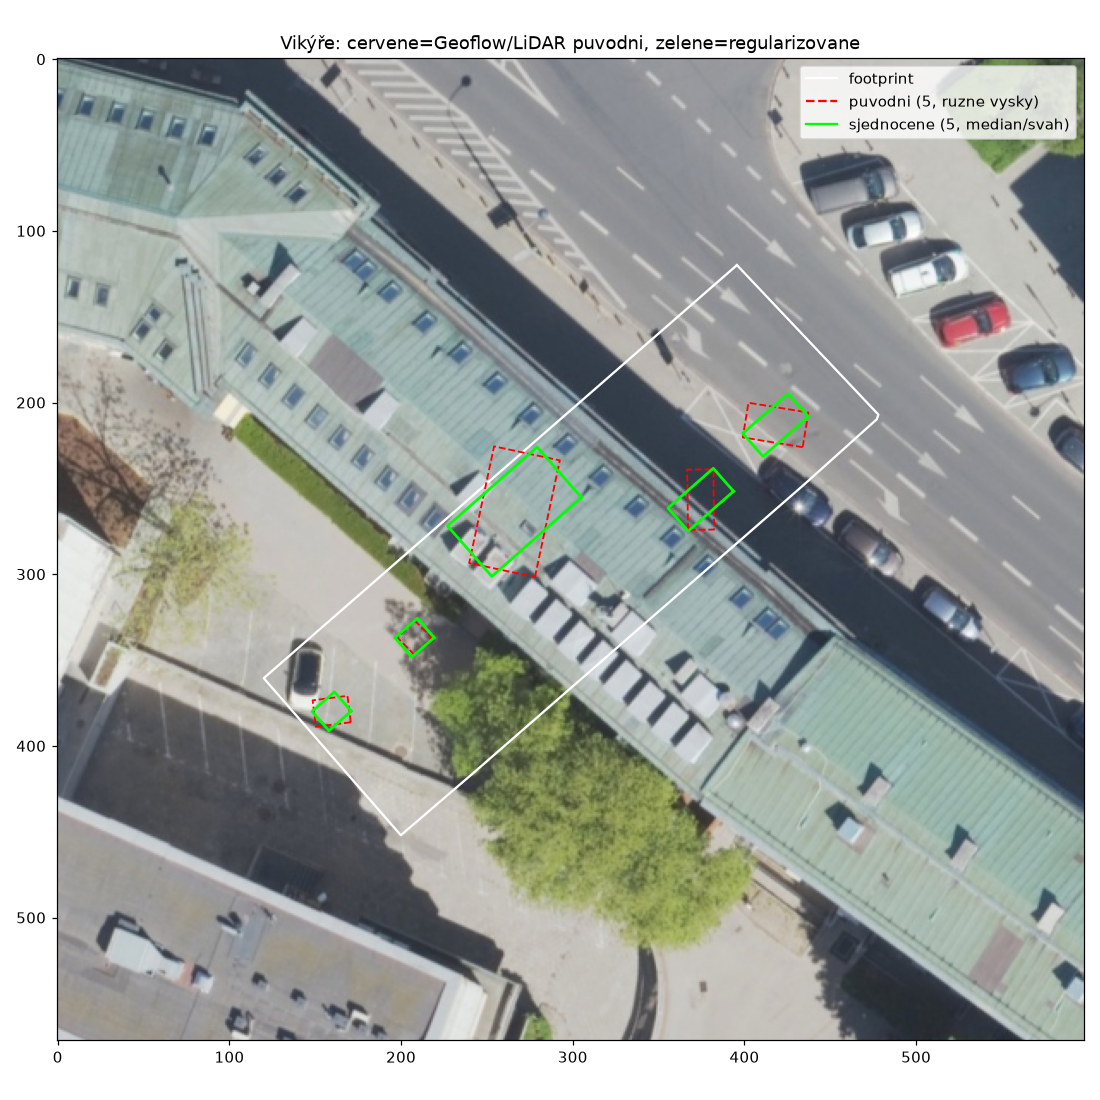 Vikýře: cervene=Geoflow/LiDAR puvodni, zelene=regularizovane
footprint
puvodni (5, ruzne vysky)
sjednocene (5, median/svah)
0
100
200
300
400
500
0 100 200 300 400 500